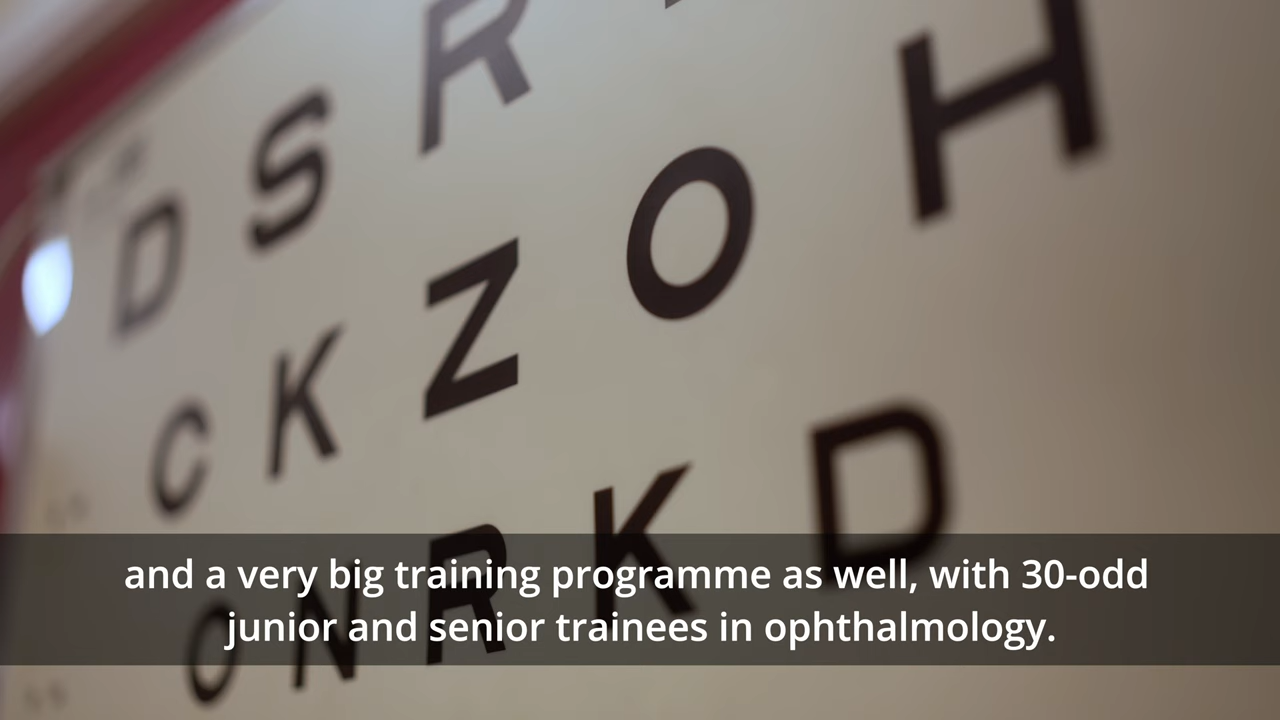 D S R
C K Z O H
O N R K D
and a very big training programme as well, with 30-odd
junior and senior trainees in ophthalmology.